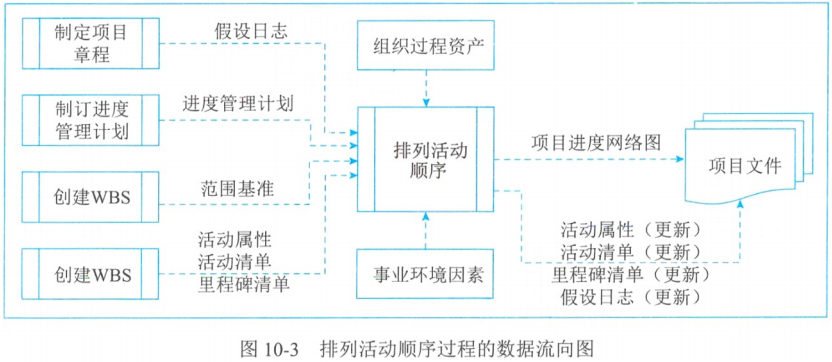 制定项目
章程
假设日志
组织过程资产
制订进度
管理计划
进度管理计划
排列活动
顺序
项目进度网络图
项目文件
创建WBS
范围基准
创建WBS
活动属性
活动清单
里程碑清单
事业环境因素
活动属性（更新）
活动清单（更新）
里程碑清单（更新）
假设日志（更新）
图 10-3 排列活动顺序过程的数据流向图